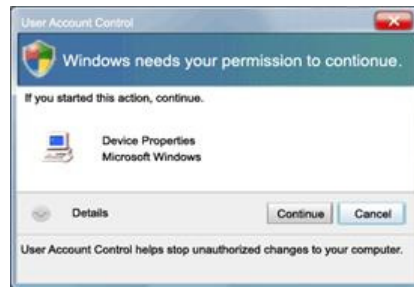 User Account Control
Windows needs your permission to contionue.
If you started this action, continue.
Device Properties
Microsoft Windows
Details
Continue
Cancel
User Account Control helps stop unauthorized changes to your computer.